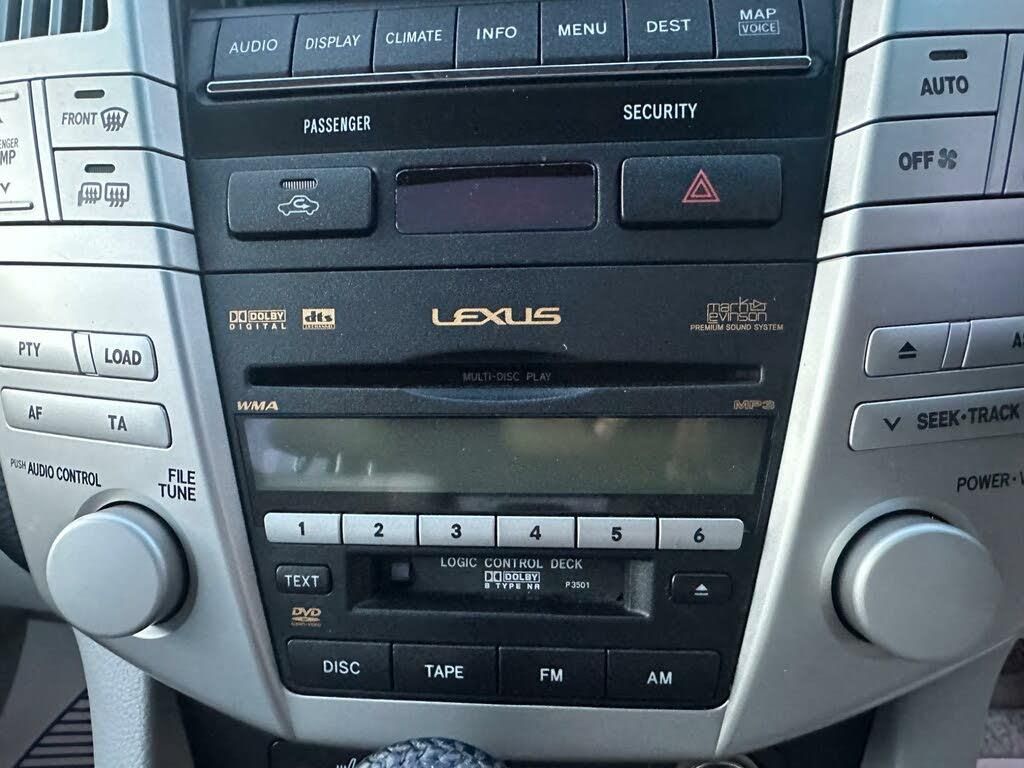 AUDIO
DISPLAY
CLIMATE
INFO
MENU
DEST
MAP
VOICE
PASSENGER
SECURITY
FRONT
AUTO
OFF
DOLBY
DIGITAL
dts
LEXUS
mark
levinson
PREMIUM SOUND SYSTEM
PTY
LOAD
AF
TA
MULTI-DISC PLAY
WMA
MP3
SEEK•TRACK
PUSH AUDIO CONTROL
FILE
TUNE
POWER•
1
2
3
4
5
6
LOGIC CONTROL DECK
DOLBY
B TYPE NR
P3501
TEXT
DVD
DISC
TAPE
FM
AM